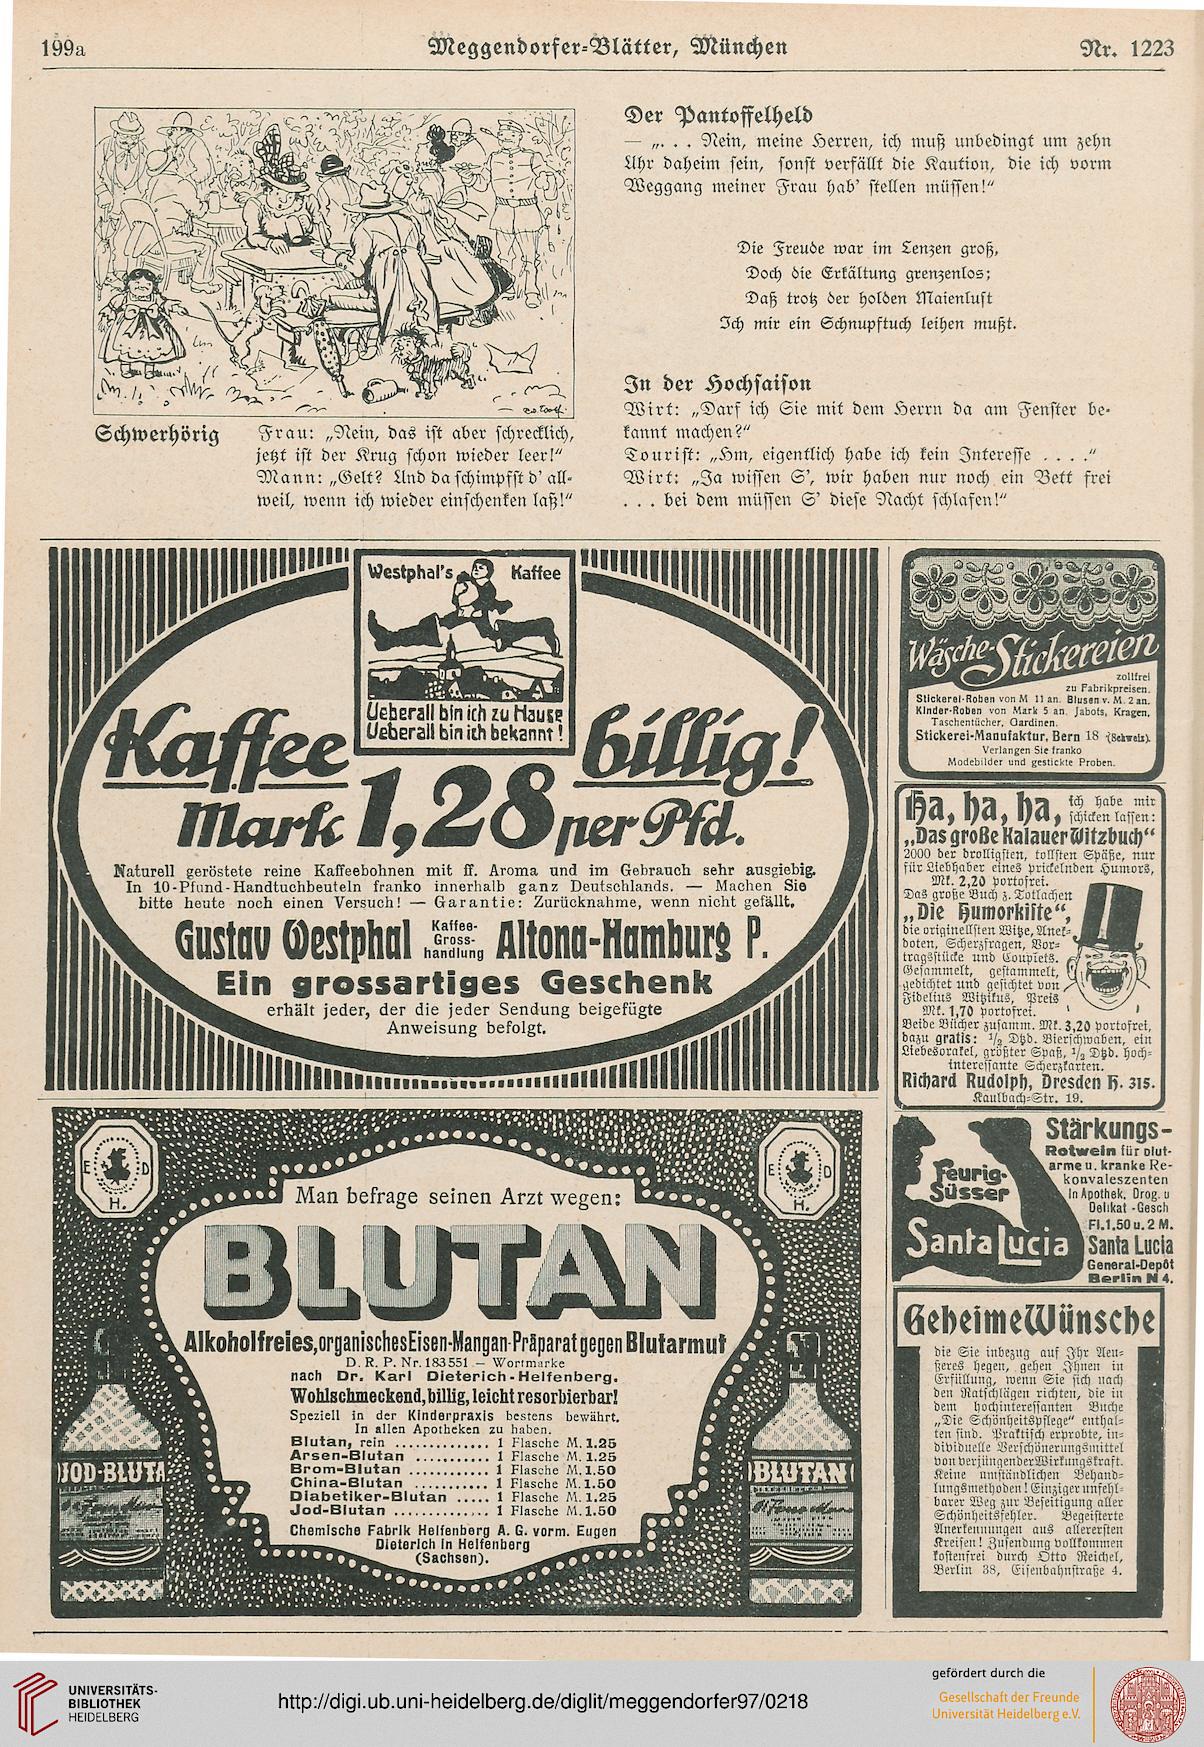 199a
Meggendorfer-Blätter, München
Nr. 1223
Schwerhörig
Frau: „Nein, das ist aber schrecklich,
jetzt ist der Krug schon wieder leer!“
Mann: „Gelt? Und da schimpfst d' all-
weil, wenn ich wieder einschenken laß!“
Der Pantoffelheld
— „. . . Nein, meine Herren, ich muß unbedingt um zehn
Uhr daheim sein, sonst verfällt die Kaution, die ich vorm
Weggang meiner Frau hab' stellen müssen!“
Die Freude war im Lenzen groß,
Doch die Erkältung grenzenlos;
Daß trotz der holden Maienluft
Ich mir ein Schnupftuch leihen mußt.
In der Hochsaison
Wirt: „Darf ich Sie mit dem Herrn da am Fenster be-
kannt machen?“
Tourist: „Hm, eigentlich habe ich kein Interesse . . . .“
Wirt: „Ja wissen S', wir haben nur noch ein Bett frei
. . . bei dem müssen S' diese Nacht schlafen!“
Westphal's Kaffee
Ueberall bin ich zu Hause
Ueberall bin ich bekannt!
Kaffee billig!
Mark 1,28 per Pfd.
Naturell geröstete reine Kaffeebohnen mit ff. Aroma und im Gebrauch sehr ausgiebig.
In 10-Pfund-Handtuchbeuteln franko innerhalb ganz Deutschlands. — Machen Sie
bitte heute noch einen Versuch! — Garantie: Zurücknahme, wenn nicht gefällt.
Gustav Westphal Kaffee-Gross-handlung Altona-Hamburg P.
Ein grossartiges Geschenk
erhält jeder, der die jeder Sendung beigefügte
Anweisung befolgt.
Wäsche-Stickereien
zollfrei
zu Fabrikpreisen.
Stickerei-Roben von M 11 an. Blusen v. M. 2 an.
Kinder-Roben von Mark 5 an. Jabots, Kragen,
Taschentücher, Gardinen.
Stickerei-Manufaktur, Bern 18 (Schweiz).
Verlangen Sie franko
Modebilder und gestickte Proben.
Ha, ha, ha, ich habe mir
schicken lassen:
„Das große Kalauer Witzbuch“
2000 der drolligsten, tollsten Späße, nur
für Liebhaber eines prickelnden Humors,
Mk. 2,20 portofrei.
Das große Buch z. Totlachen
„Die Humorkiste“,
die originellsten Witze, Anek-
doten, Scherzfragen, Vor-
tragsstücke und Couplets.
Gesammelt, gestammelt,
gedichtet und gesichtet von
Fidelius Witzikus, Preis
Mk. 1,70 portofrei.
Beide Bücher zusamm. Mk. 3,20 portofrei,
dazu gratis: 1/2 Dtzd. Bierschwaben, ein
Liebesorakel, größter Spaß, 1/2 Dtzd. hoch-
interessante Scherzkarten.
Richard Rudolph, Dresden H. 315.
Kaulbach-Str. 19.
E D
H.
E D
H.
Man befrage seinen Arzt wegen:
BLUTAN
Alkoholfreies, organisches Eisen-Mangan-Präparat gegen Blutarmut
D. R. P. Nr. 183551 — Wortmarke
nach Dr. Karl Dieterich-Helfenberg.
Wohlschmeckend, billig, leicht resorbierbar!
Speziell in der Kinderpraxis bestens bewährt.
In allen Apotheken zu haben.
Blutan, rein .............. 1 Flasche M. 1.25
Arsen-Blutan ........... 1 Flasche M. 1.25
Brom-Blutan ............ 1 Flasche M. 1.50
China-Blutan ........... 1 Flasche M. 1.50
Diabetiker-Blutan ..... 1 Flasche M. 1.25
Jod-Blutan .............. 1 Flasche M. 1.50
Chemische Fabrik Helfenberg A. G. vorm. Eugen
Dieterich in Helfenberg
(Sachsen).
JOD-BLUTA
BLUTAN
Stärkungs-
Rotwein für blut-
arme u. kranke Re-
konvaleszenten
In Apothek. Drog. u
Delikat-Gesch
Fl. 1.50 u. 2 M.
Santa Lucia
General-Depôt
Berlin N 4.
Feurig-
Süsser
Santa Lucia
Geheime Wünsche
die Sie inbezug auf Ihr Aeu-
ßeres hegen, gehen Ihnen in
Erfüllung, wenn Sie sich nach
den Ratschlägen richten, die in
dem hochinteressanten Buche
„Die Schönheitspflege“ enthal-
ten sind. Praktisch erprobte, in-
dividuelle Verschönerungsmittel
von verjüngender Wirkungskraft.
Keine umständlichen Behand-
lungsmethoden! Einziger unfehl-
barer Weg zur Beseitigung aller
Schönheitsfehler. Begeisterte
Anerkennungen aus allerersten
Kreisen! Zusendung vollkommen
kostenfrei durch Otto Reichel,
Berlin 38, Eisenbahnstraße 4.
UNIVERSITÄTS-
BIBLIOTHEK
HEIDELBERG
http://digi.ub.uni-heidelberg.de/diglit/meggendorfer97/0218
gefördert durch die
Gesellschaft der Freunde
Universität Heidelberg e.V.